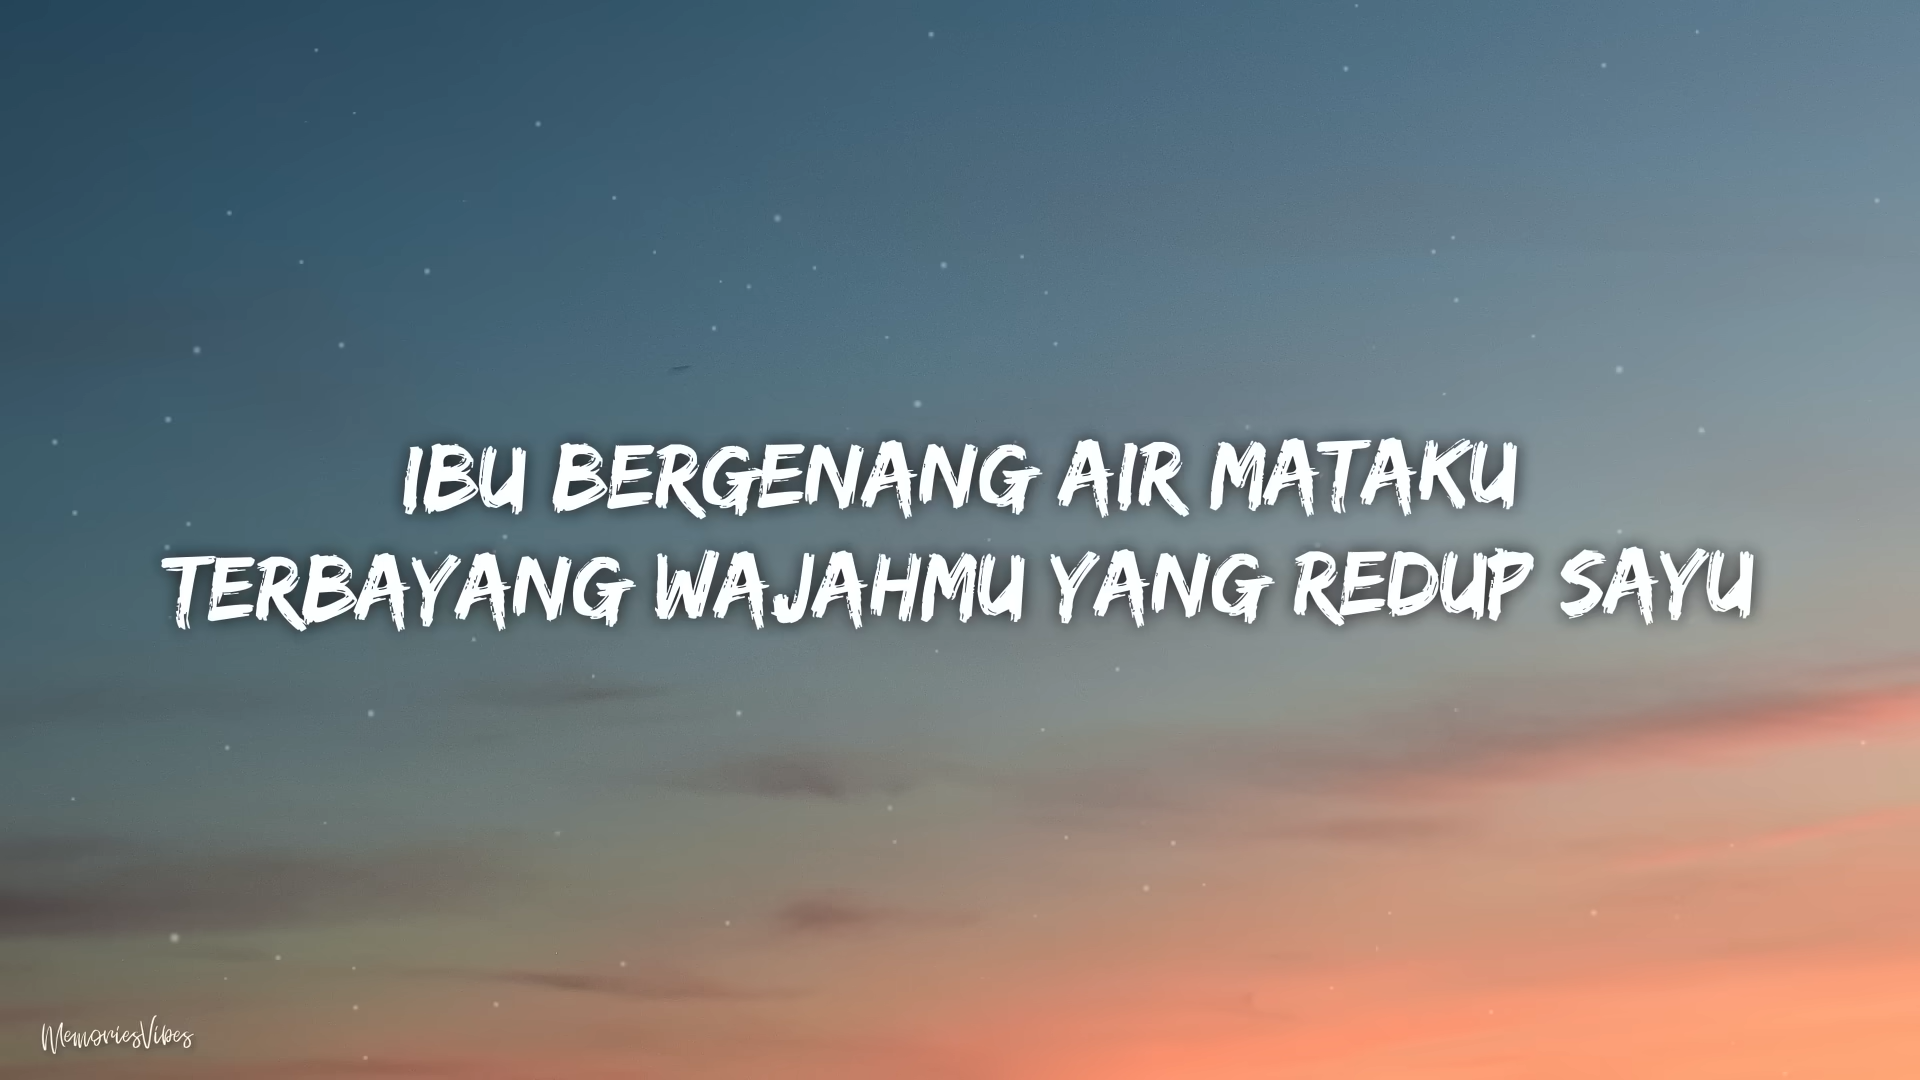 IBU BERGENANG AIR MATAKU
TERBAYANG WAJAHMU YANG REDUP SAYU
MemoriesVibes